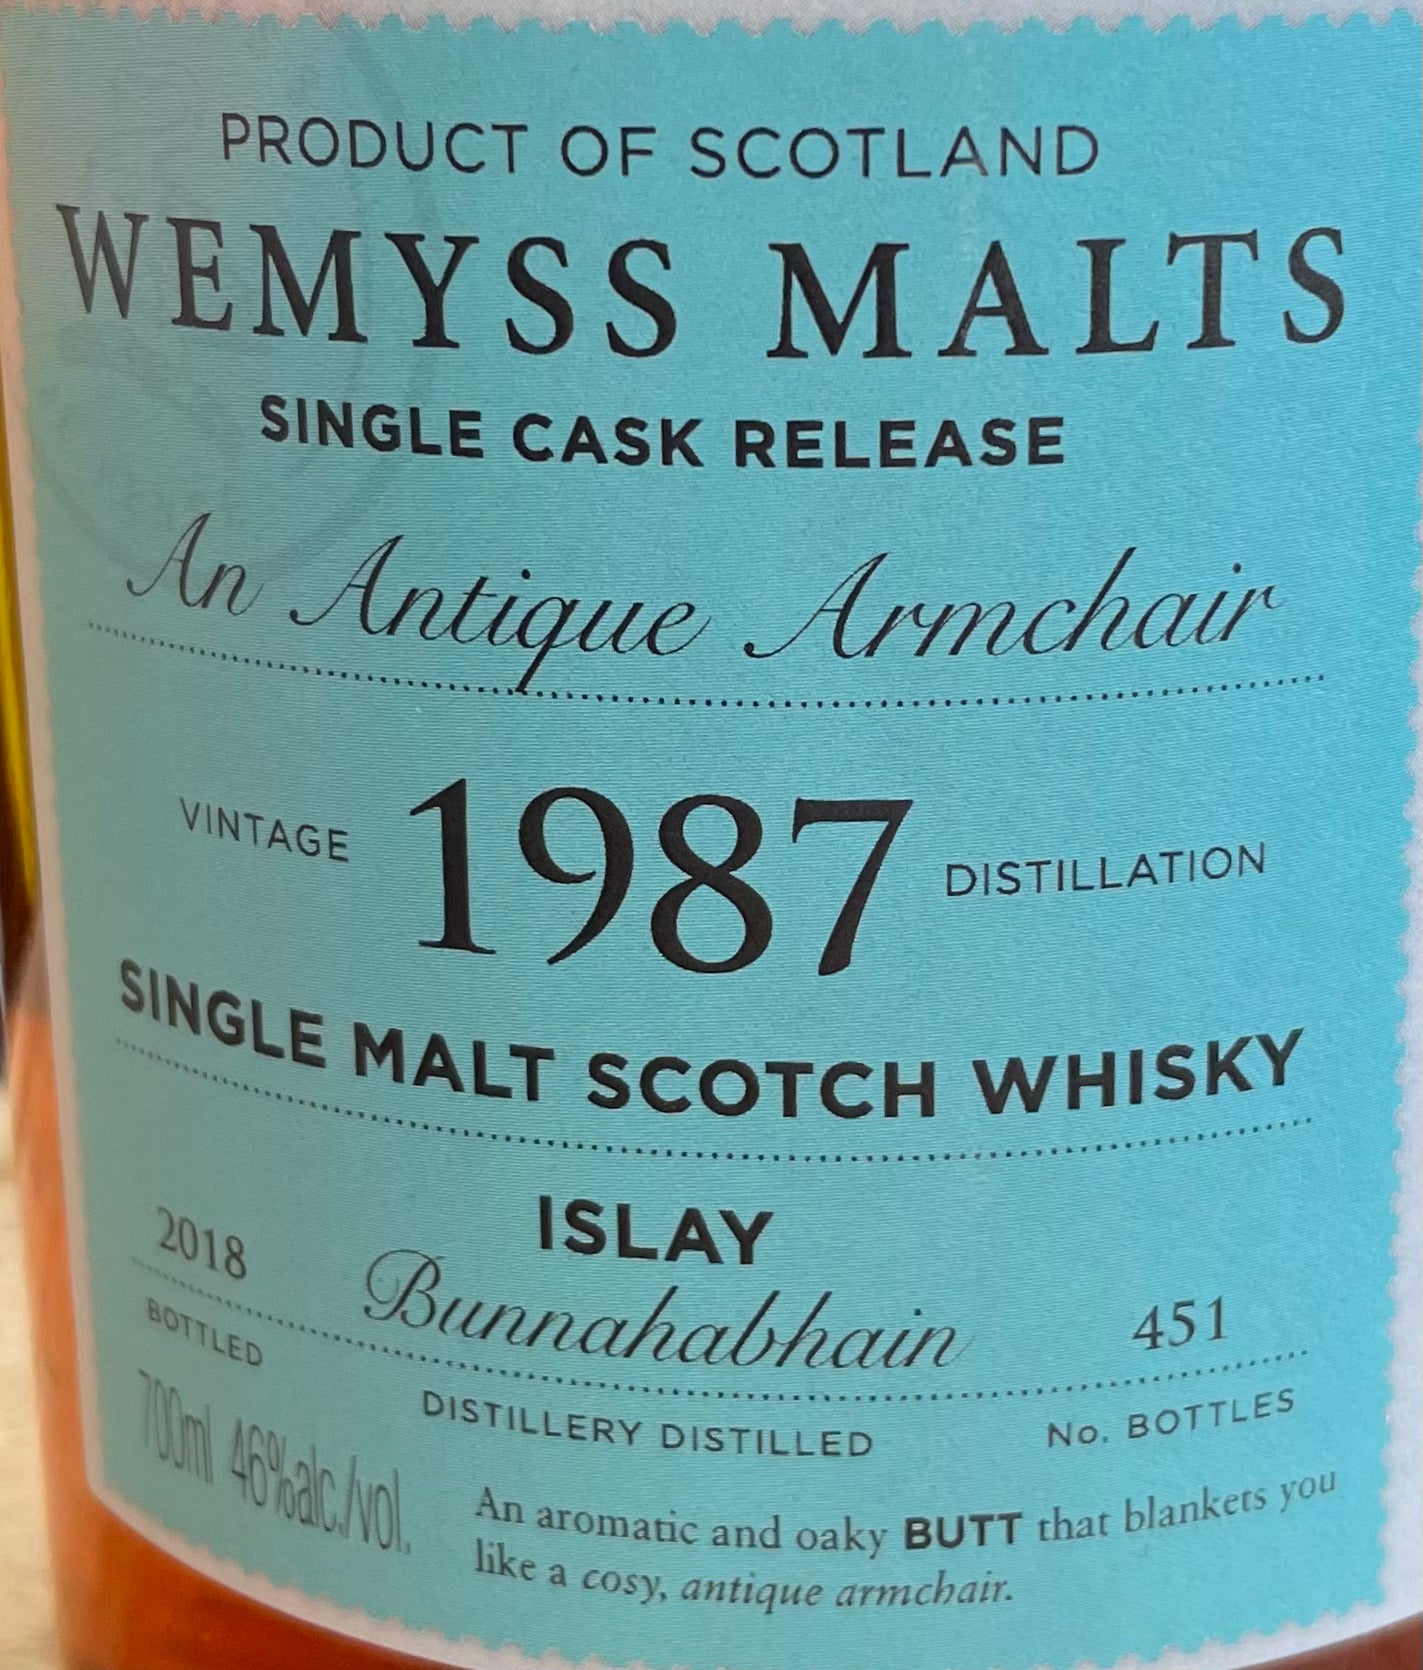 PRODUCT OF SCOTLAND
WEMYSS MALTS
SINGLE CASK RELEASE
An Antique Armchair
VINTAGE 1987 DISTILLATION
SINGLE MALT SCOTCH WHISKY
ISLAY
2018 Bunnahabhain 451
BOTTLED DISTILLERY DISTILLED No. BOTTLES
700ml 46%alc./vol.
An aromatic and oaky BUTT that blankets you
like a cosy, antique armchair.